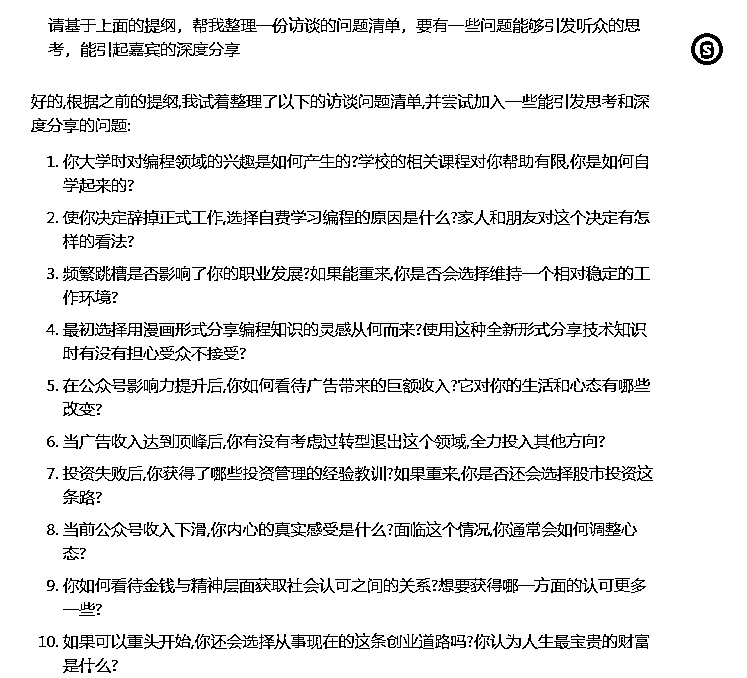 请基于上面的提纲，帮我整理一份访谈的问题清单，要有一些问题能够引发听众的思
考，能引起嘉宾的深度分享
S
好的,根据之前的提纲,我试着整理了以下的访谈问题清单,并尝试加入一些能引发思考和深
度分享的问题:
1. 你大学时对编程领域的兴趣是如何产生的?学校的相关课程对你帮助有限,你是如何自
学起来的?
2. 使你决定辞掉正式工作,选择自费学习编程的原因是什么?家人和朋友对这个决定有怎
样的看法?
3. 频繁跳槽是否影响了你的职业发展?如果能重来,你是否会选择维持一个相对稳定的工
作环境?
4. 最初选择用漫画形式分享编程知识的灵感从何而来?使用这种全新形式分享技术知识
时有没有担心受众不接受?
5. 在公众号影响力提升后,你如何看待广告带来的巨额收入?它对你的生活和心态有哪些
改变?
6. 当广告收入达到顶峰后,你有没有考虑过转型退出这个领域,全力投入其他方向?
7. 投资失败后,你获得了哪些投资管理的经验教训?如果重来,你是否还会选择股市投资这
条路?
8. 当前公众号收入下滑,你内心的真实感受是什么?面临这个情况,你通常会如何调整心
态?
9. 你如何看待金钱与精神层面获取社会认可之间的关系?想要获得哪一方面的认可更多
一些?
10. 如果可以重头开始,你还会选择从事现在的这条创业道路吗?你认为人生最宝贵的财富
是什么?